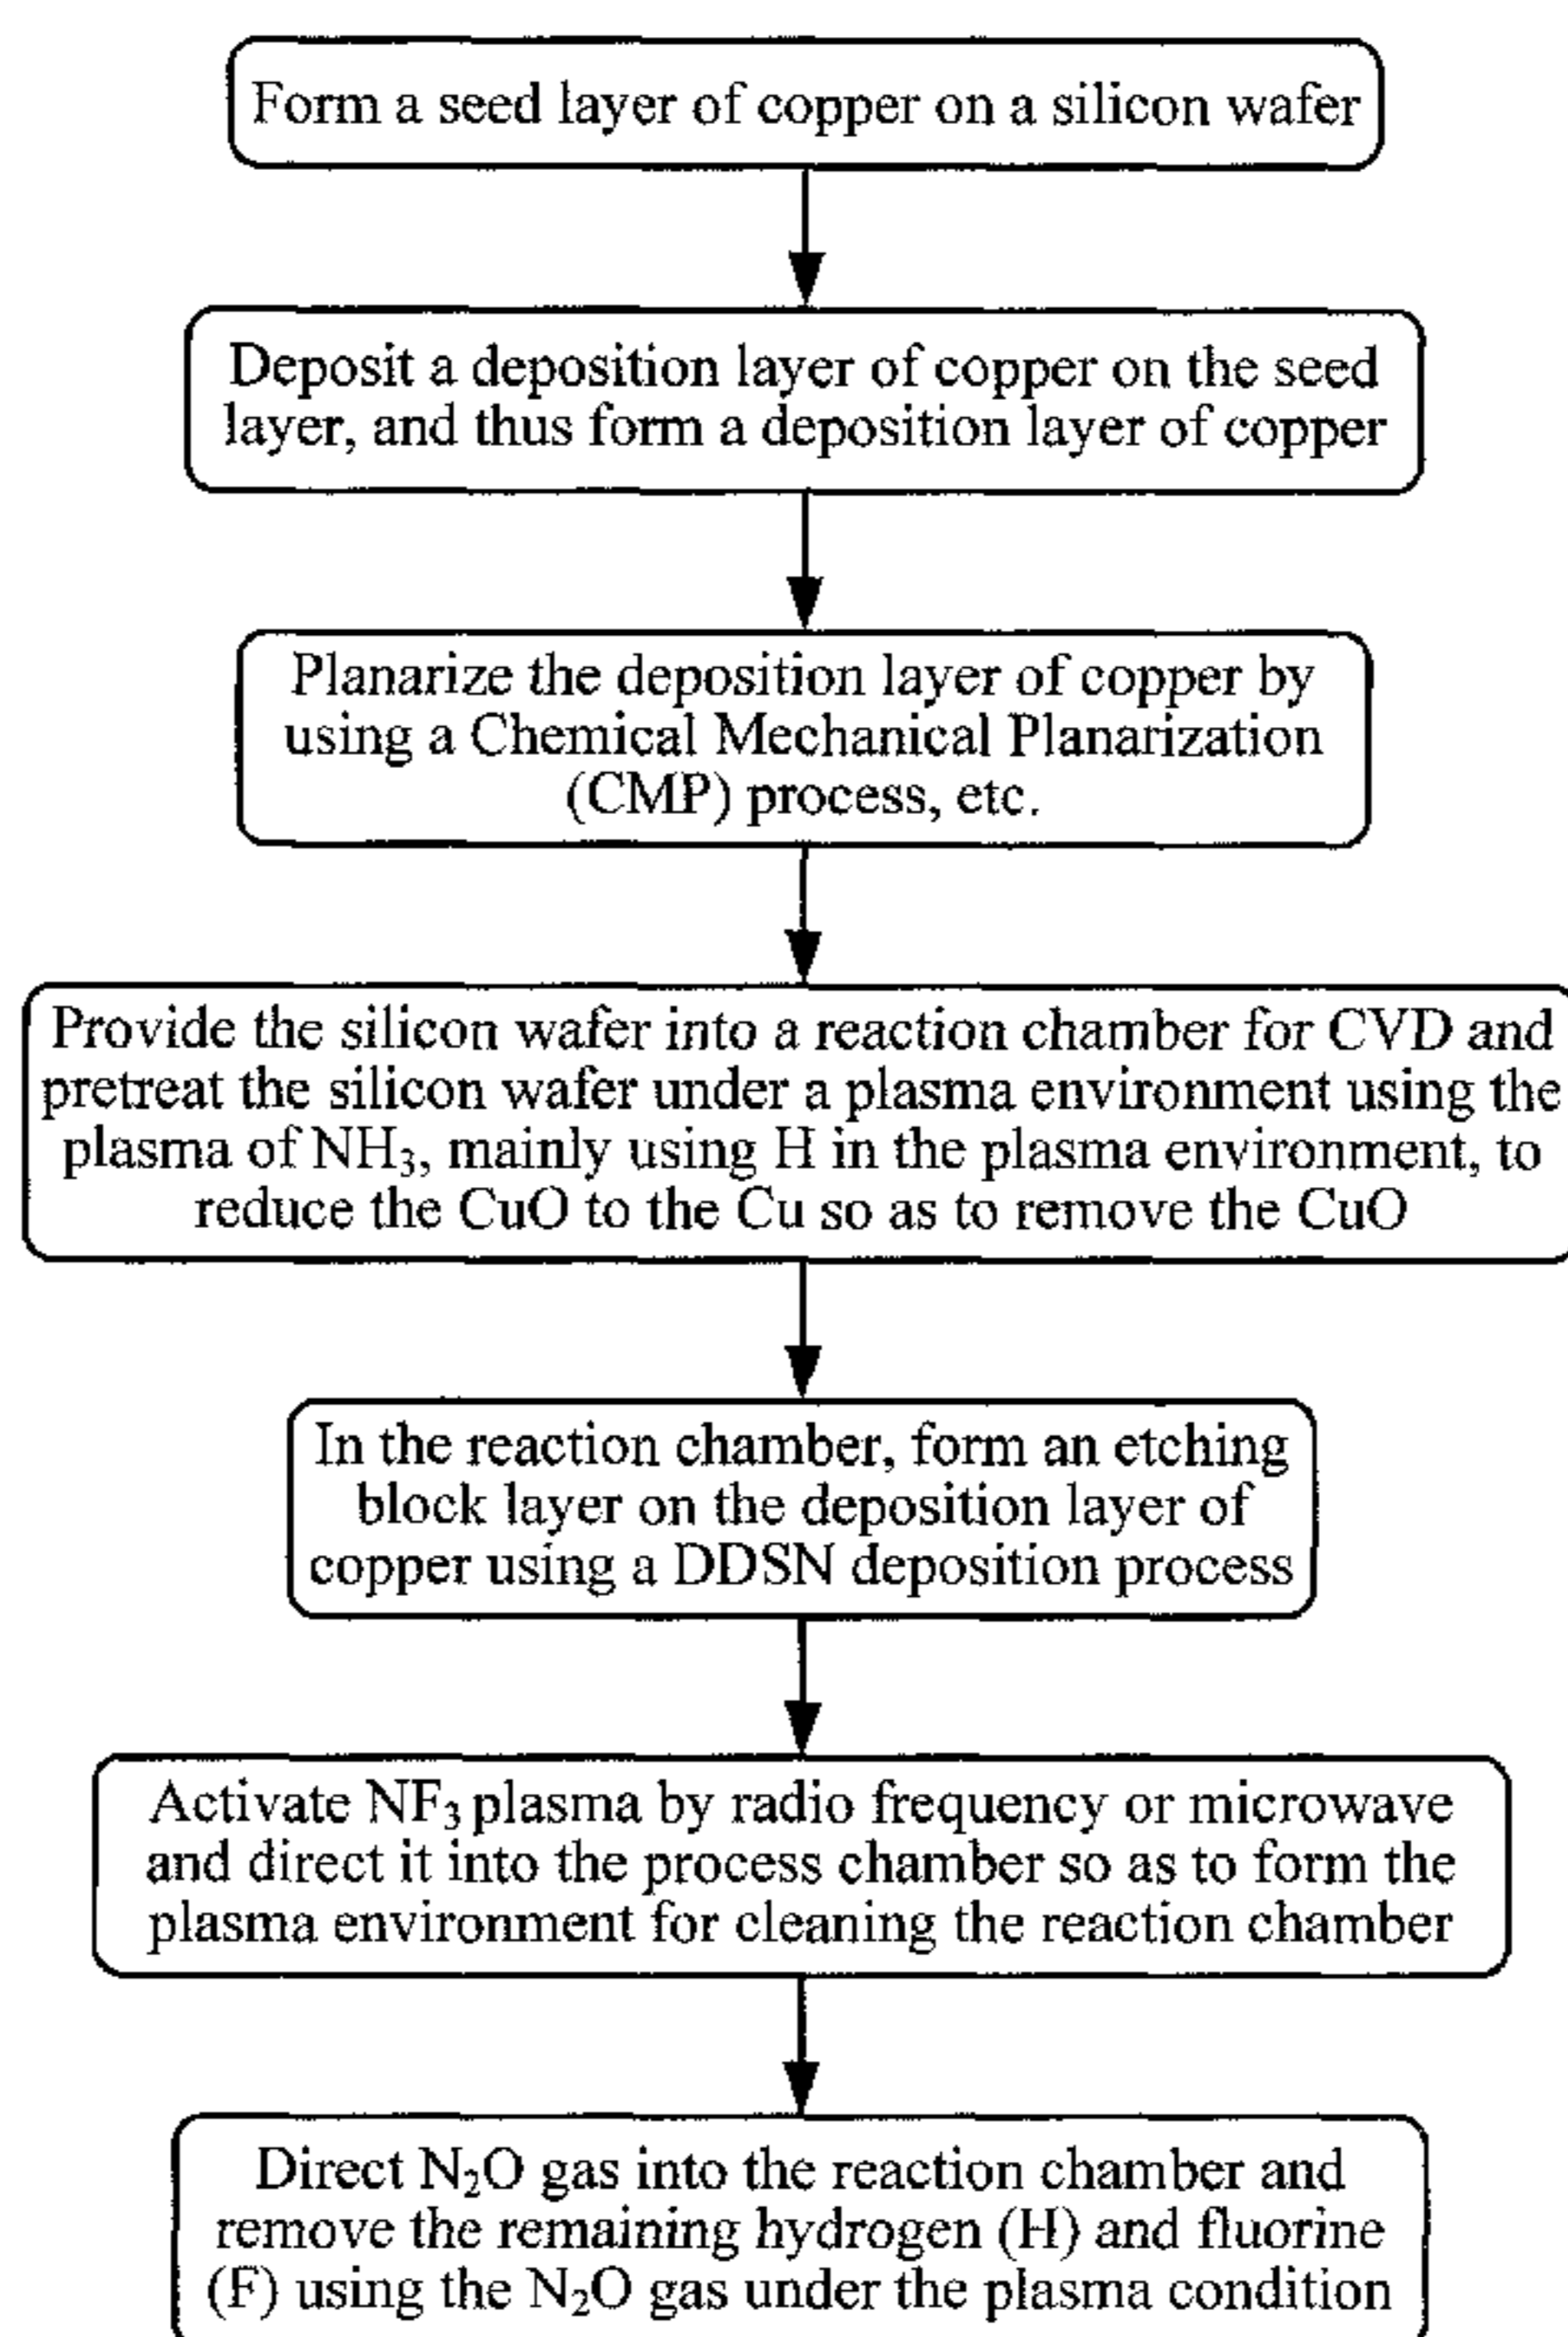 Form a seed layer of copper on a silicon wafer
Deposit a deposition layer of copper on the seed
layer, and thus form a deposition layer of copper
Planarize the deposition layer of copper by
using a Chemical Mechanical Planarization
(CMP) process, etc.
Provide the silicon wafer into a reaction chamber for CVD and
pretreat the silicon wafer under a plasma environment using the
plasma of NH₃, mainly using H in the plasma environment, to
reduce the CuO to the Cu so as to remove the CuO
In the reaction chamber, form an etching
block layer on the deposition layer of
copper using a DDSN deposition process
Activate NF₃ plasma by radio frequency or microwave
and direct it into the process chamber so as to form the
plasma environment for cleaning the reaction chamber
Direct N₂O gas into the reaction chamber and
remove the remaining hydrogen (H) and fluorine
(F) using the N₂O gas under the plasma condition